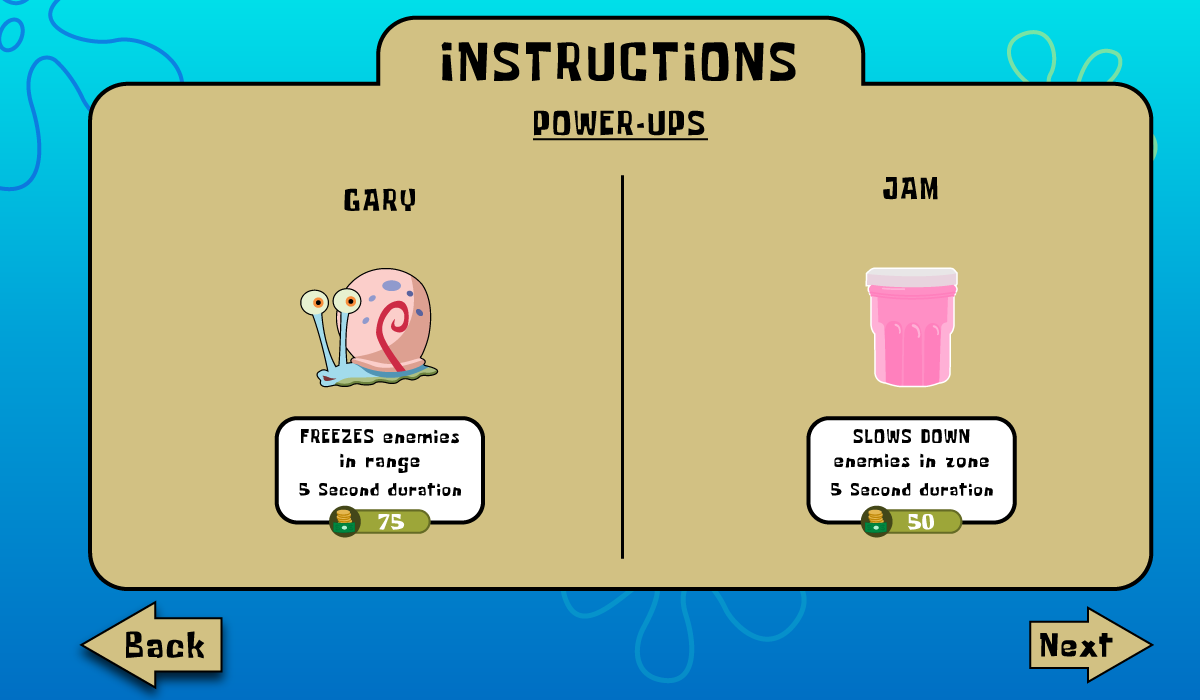 iNSTRUCTiONS
POWER-UPS
GARY
FREEZES enemies
in range
5 Second duration
75
JAM
SLOWS DOWN
enemies in zone
5 Second duration
50
Back
Next